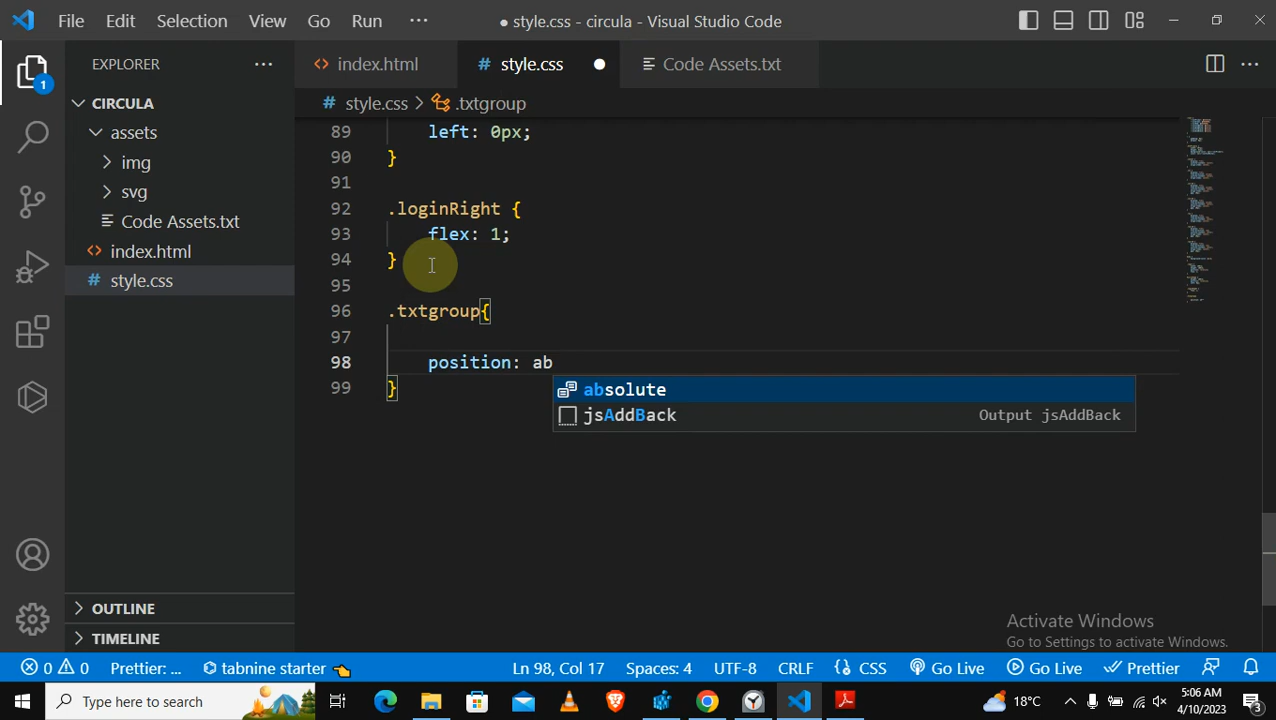 File Edit Selection View Go Run ··· ● style.css - circula - Visual Studio Code
EXPLORER ···
index.html
# style.css ●
Code Assets.txt
···
# style.css > .txtgroup
1
CIRCULA
assets
img
svg
Code Assets.txt
index.html
# style.css
OUTLINE
TIMELINE
89 left: 0px;
90 }
91
92 .loginRight {
93 flex: 1;
94 }
95
96 .txtgroup{
97
98 position: ab
99 }
absolute
jsAddBack Output jsAddBack
Activate Windows
Go to Settings to activate Windows.
0 0 Prettier: ... tabnine starter Ln 98, Col 17 Spaces: 4 UTF-8 CRLF {} CSS Go Live Go Live Prettier
Type here to search
18°C
5:06 AM
4/10/2023
3